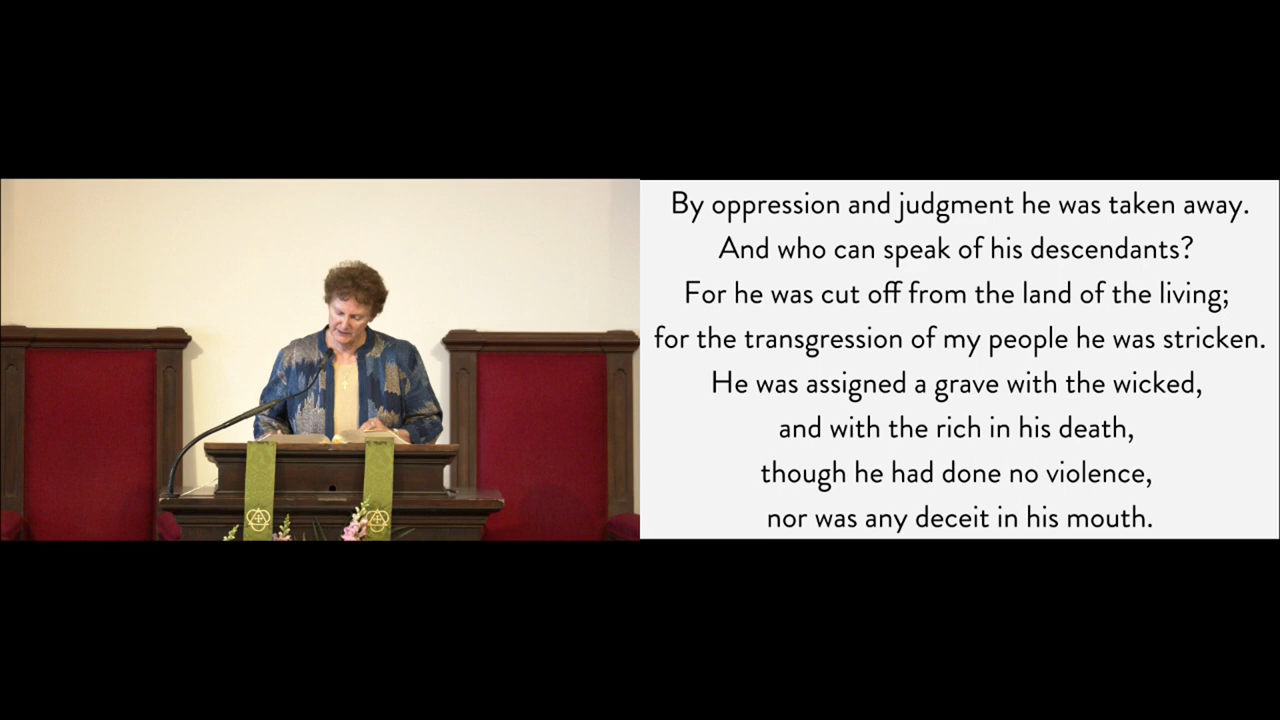 By oppression and judgment he was taken away.
And who can speak of his descendants?
For he was cut off from the land of the living;
for the transgression of my people he was stricken.
He was assigned a grave with the wicked,
and with the rich in his death,
though he had done no violence,
nor was any deceit in his mouth.